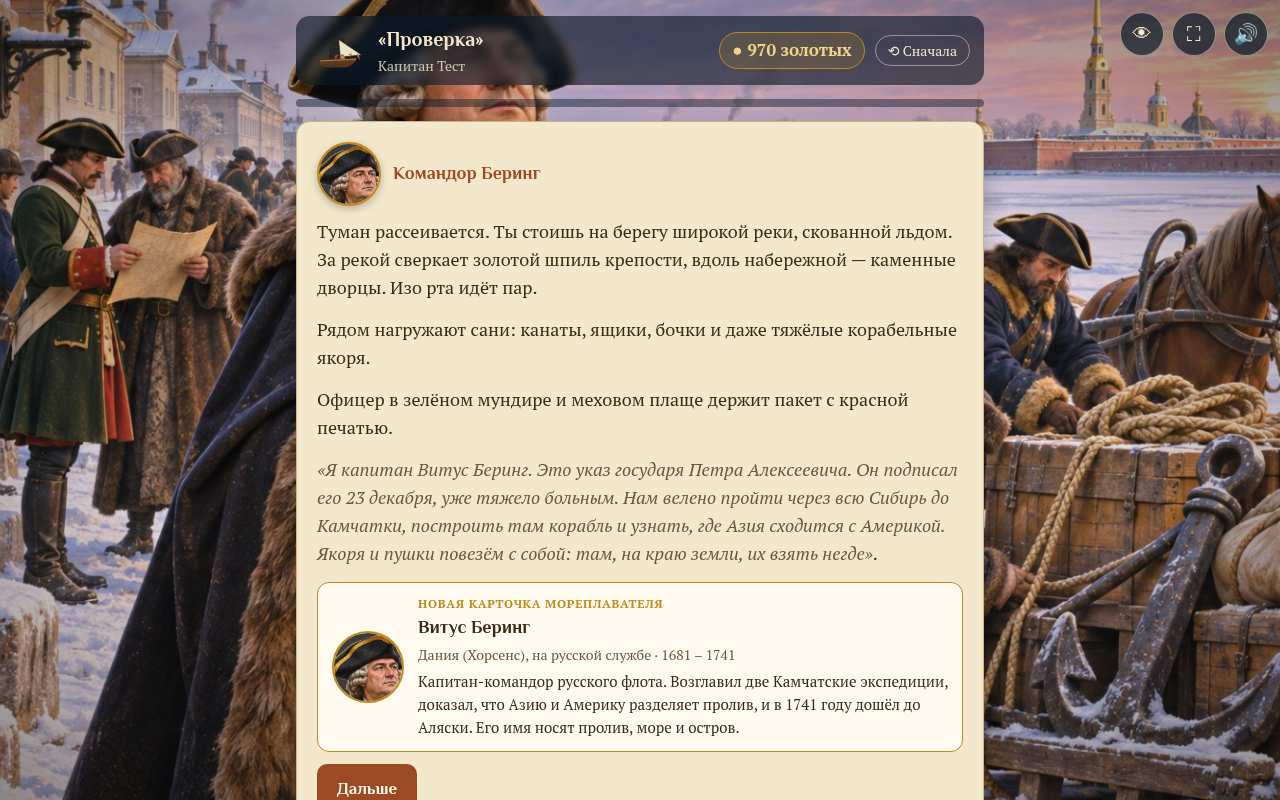 «Проверка»
Капитан Тест
● 970 золотых
⟲ Сначала
Командор Беринг
Туман рассеивается. Ты стоишь на берегу широкой реки, скованной льдом.
За рекой сверкает золотой шпиль крепости, вдоль набережной — каменные
дворцы. Изо рта идёт пар.
Рядом нагружают сани: канаты, ящики, бочки и даже тяжёлые корабельные
якоря.
Офицер в зелёном мундире и меховом плаще держит пакет с красной
печатью.
«Я капитан Витус Беринг. Это указ государя Петра Алексеевича. Он подписал
его 23 декабря, уже тяжело больным. Нам велено пройти через всю Сибирь до
Камчатки, построить там корабль и узнать, где Азия сходится с Америкой.
Якоря и пушки повезём с собой: там, на краю земли, их взять негде».
НОВАЯ КАРТОЧКА МОРЕПЛАВАТЕЛЯ
Витус Беринг
Дания (Хорсенс), на русской службе · 1681 – 1741
Капитан-командор русского флота. Возглавил две Камчатские экспедиции,
доказал, что Азию и Америку разделяет пролив, и в 1741 году дошёл до
Аляски. Его имя носят пролив, море и остров.
Дальше